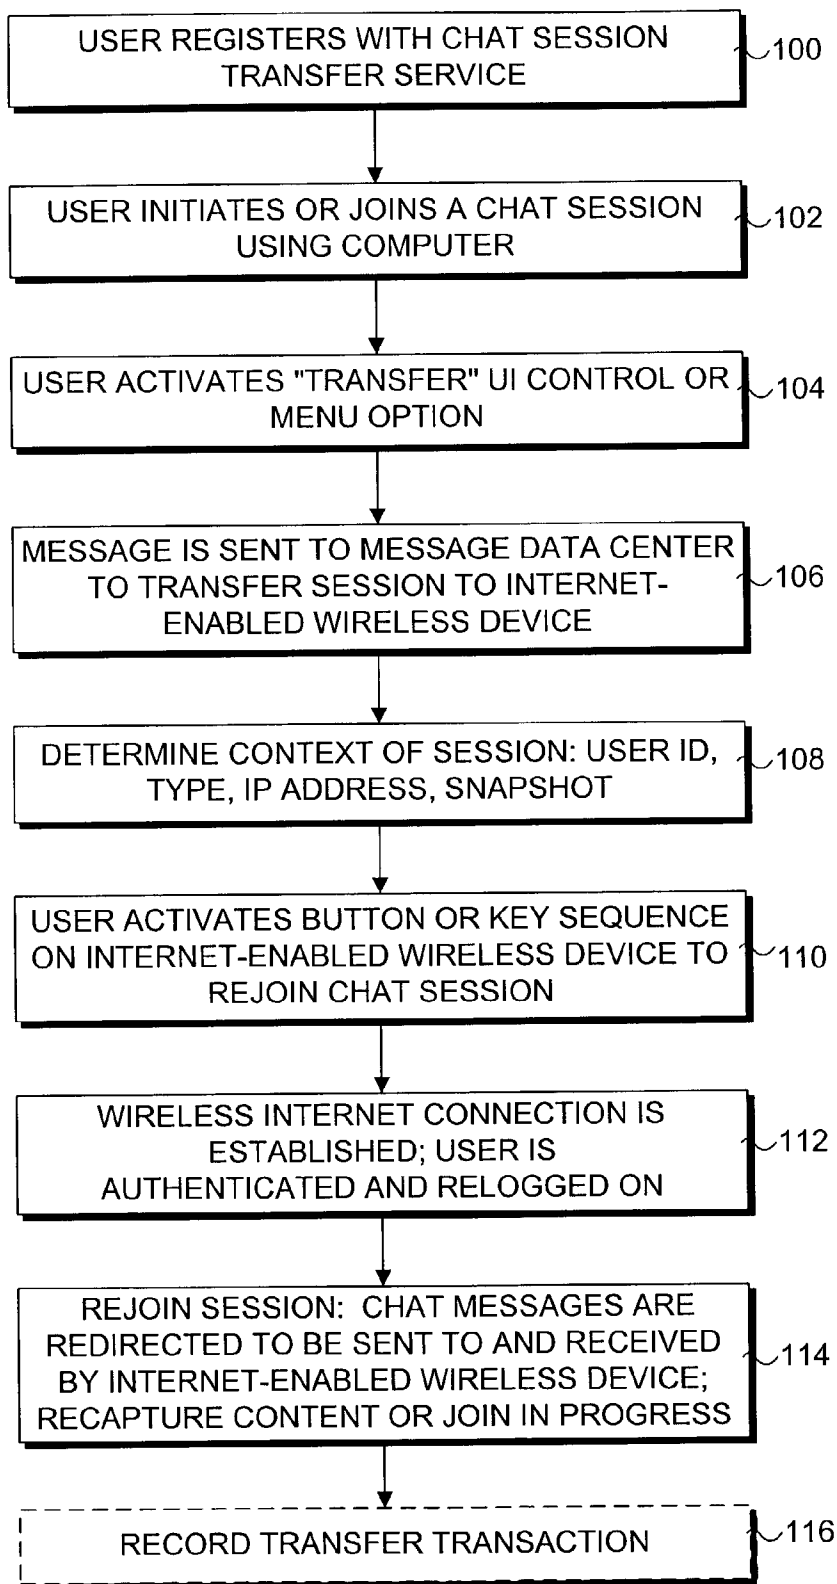 USER REGISTERS WITH CHAT SESSION
TRANSFER SERVICE
100
USER INITIATES OR JOINS A CHAT SESSION
USING COMPUTER
102
USER ACTIVATES "TRANSFER" UI CONTROL OR
MENU OPTION
104
MESSAGE IS SENT TO MESSAGE DATA CENTER
TO TRANSFER SESSION TO INTERNET-
ENABLED WIRELESS DEVICE
106
DETERMINE CONTEXT OF SESSION: USER ID,
TYPE, IP ADDRESS, SNAPSHOT
108
USER ACTIVATES BUTTON OR KEY SEQUENCE
ON INTERNET-ENABLED WIRELESS DEVICE TO
REJOIN CHAT SESSION
110
WIRELESS INTERNET CONNECTION IS
ESTABLISHED; USER IS
AUTHENTICATED AND RELOGGED ON
112
REJOIN SESSION: CHAT MESSAGES ARE
REDIRECTED TO BE SENT TO AND RECEIVED
BY INTERNET-ENABLED WIRELESS DEVICE;
RECAPTURE CONTENT OR JOIN IN PROGRESS
114
RECORD TRANSFER TRANSACTION
116